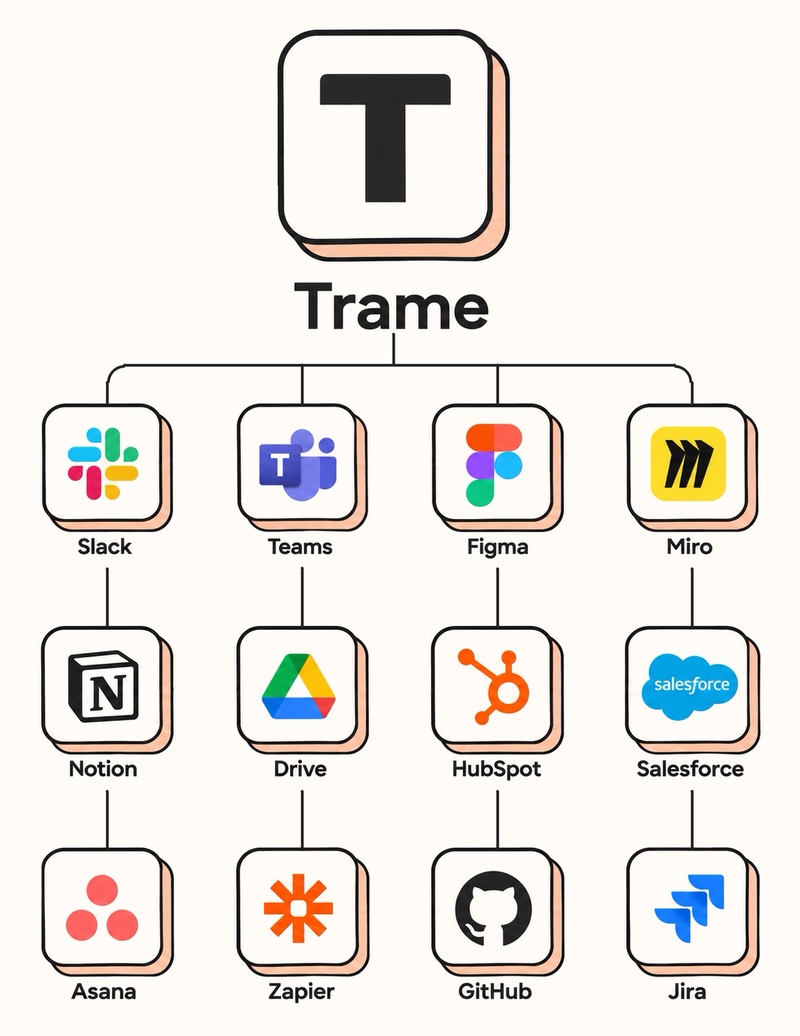 T
Trame
T
Slack Teams Figma Miro
N salesforce
Notion Drive HubSpot Salesforce
Asana Zapier GitHub Jira